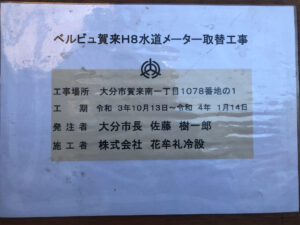 ベルビュ賀来H8水道メーター取替工事
工事場所 大分市賀来南一丁目1078番地の1
工 期 令和 3年10月13日～令和 4年 1月14日
発 注 者 大分市長 佐藤 樹一郎
施 工 者 株式会社 花牟礼冷設